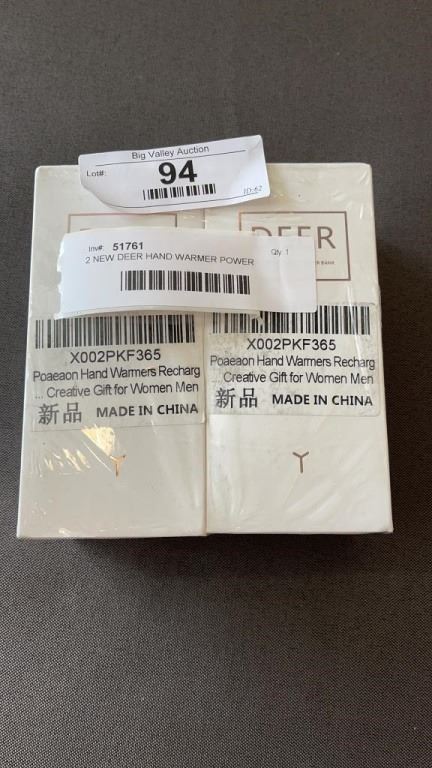 Big Valley Auction
Lot#: 94
JD-62
DEER
BANK
Inv#: 51761 Qty: 1
2 NEW DEER HAND WARMER POWER
X002PKF365
Poaeaon Hand Warmers Recharg
... Creative Gift for Women Men
新品 MADE IN CHINA
X002PKF365
Poaeaon Hand Warmers Recharg
... Creative Gift for Women Men
新品 MADE IN CHINA